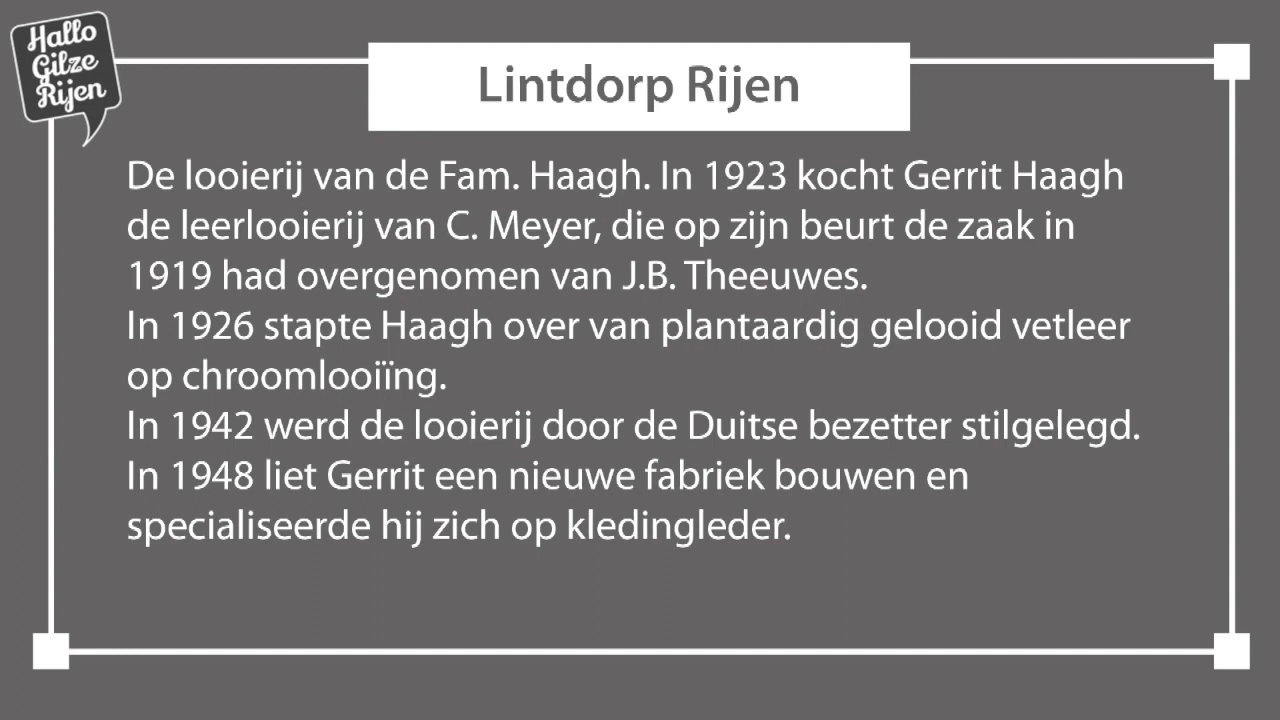 Hallo
Gilze
Rijen
Lintdorp Rijen
De looierij van de Fam. Haagh. In 1923 kocht Gerrit Haagh
de leerlooierij van C. Meyer, die op zijn beurt de zaak in
1919 had overgenomen van J.B. Theeuwes.
In 1926 stapte Haagh over van plantaardig gelooid vetleer
op chroomlooiïng.
In 1942 werd de looierij door de Duitse bezetter stilgelegd.
In 1948 liet Gerrit een nieuwe fabriek bouwen en
specialiseerde hij zich op kledingleder.